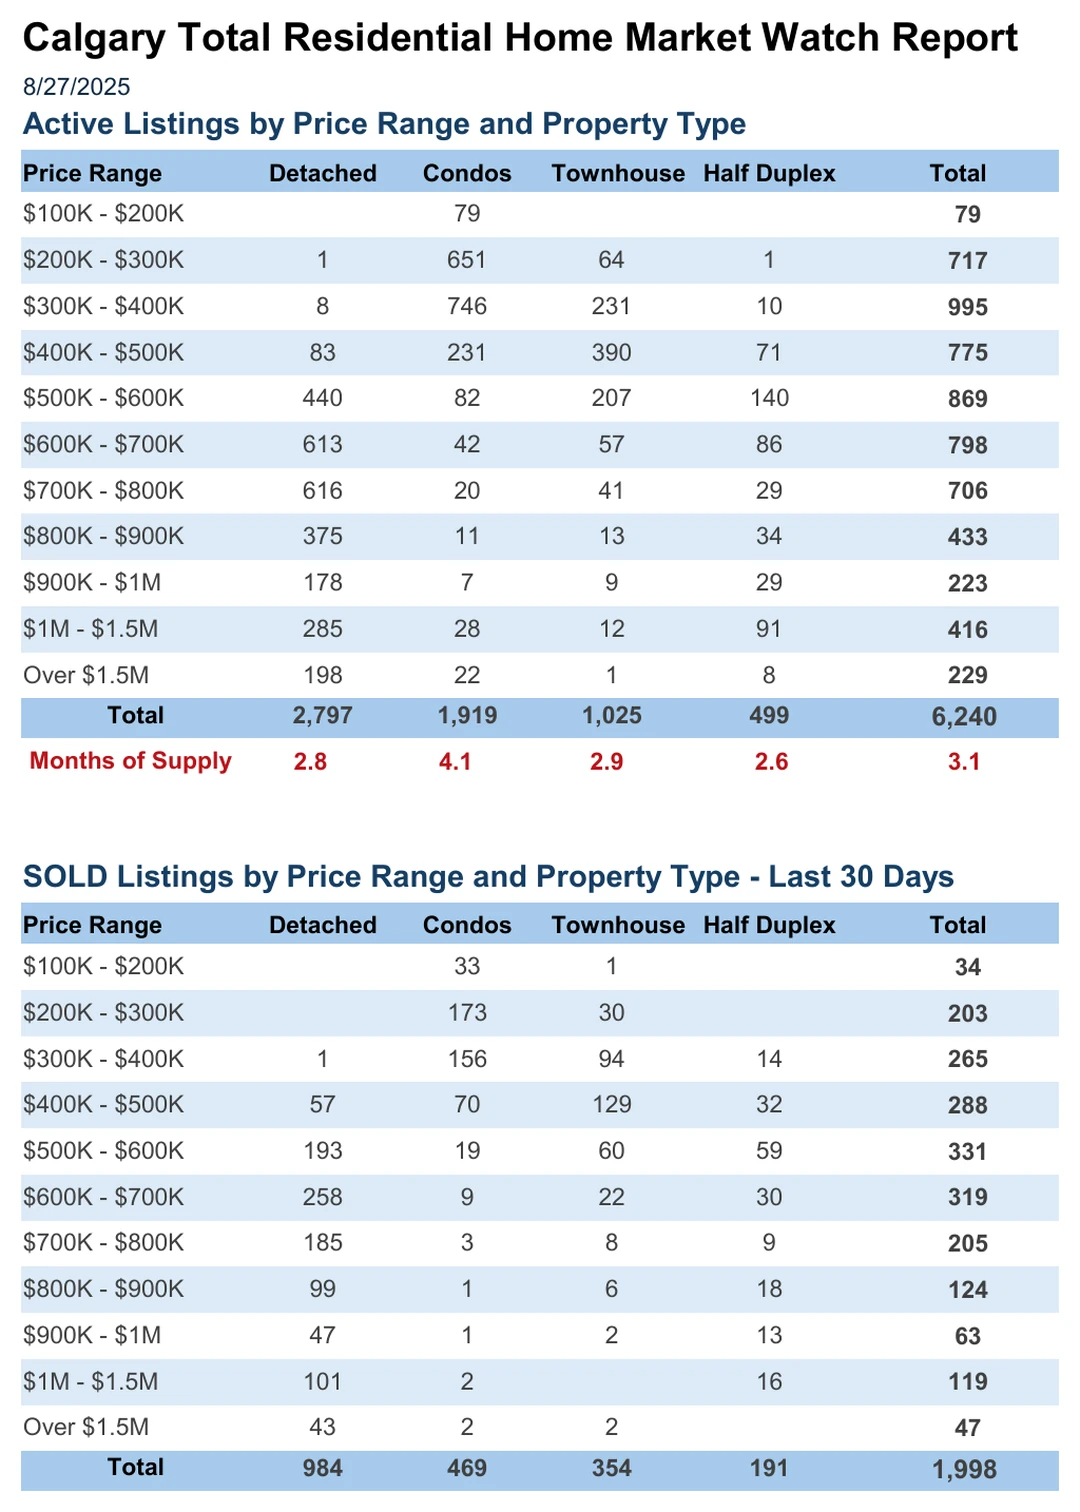 Calgary Total Residential Home Market Watch Report
8/27/2025
Active Listings by Price Range and Property Type
Price Range Detached Condos Townhouse Half Duplex Total
$100K - $200K 79 79
$200K - $300K 1 651 64 1 717
$300K - $400K 8 746 231 10 995
$400K - $500K 83 231 390 71 775
$500K - $600K 440 82 207 140 869
$600K - $700K 613 42 57 86 798
$700K - $800K 616 20 41 29 706
$800K - $900K 375 11 13 34 433
$900K - $1M 178 7 9 29 223
$1M - $1.5M 285 28 12 91 416
Over $1.5M 198 22 1 8 229
Total 2,797 1,919 1,025 499 6,240
Months of Supply 2.8 4.1 2.9 2.6 3.1
SOLD Listings by Price Range and Property Type - Last 30 Days
Price Range Detached Condos Townhouse Half Duplex Total
$100K - $200K 33 1 34
$200K - $300K 173 30 203
$300K - $400K 1 156 94 14 265
$400K - $500K 57 70 129 32 288
$500K - $600K 193 19 60 59 331
$600K - $700K 258 9 22 30 319
$700K - $800K 185 3 8 9 205
$800K - $900K 99 1 6 18 124
$900K - $1M 47 1 2 13 63
$1M - $1.5M 101 2 16 119
Over $1.5M 43 2 2 47
Total 984 469 354 191 1,998